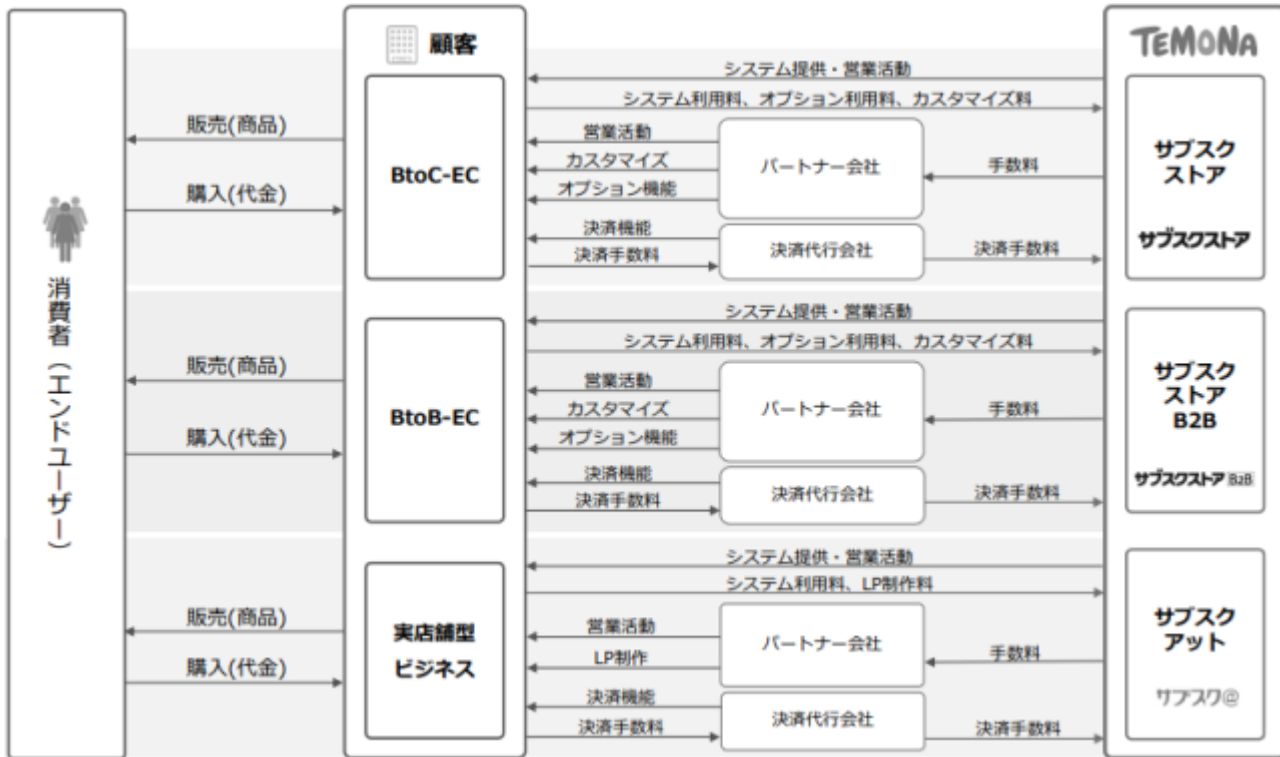 顧客
TEMONA
消費者（エンドユーザー）
販売(商品)
購入(代金)
BtoC-EC
システム提供・営業活動
システム利用料、オプション利用料、カスタマイズ料
営業活動
カスタマイズ
オプション機能
パートナー会社
手数料
決済機能
決済手数料
決済代行会社
決済手数料
サブスク
ストア
サブスクストア
販売(商品)
購入(代金)
BtoB-EC
システム提供・営業活動
システム利用料、オプション利用料、カスタマイズ料
営業活動
カスタマイズ
オプション機能
パートナー会社
手数料
決済機能
決済手数料
決済代行会社
決済手数料
サブスク
ストア
B2B
サブスクストア B2B
販売(商品)
購入(代金)
実店舗型
ビジネス
システム提供・営業活動
システム利用料、LP制作料
営業活動
LP制作
パートナー会社
手数料
決済機能
決済手数料
決済代行会社
決済手数料
サブスク
アット
サブスク@